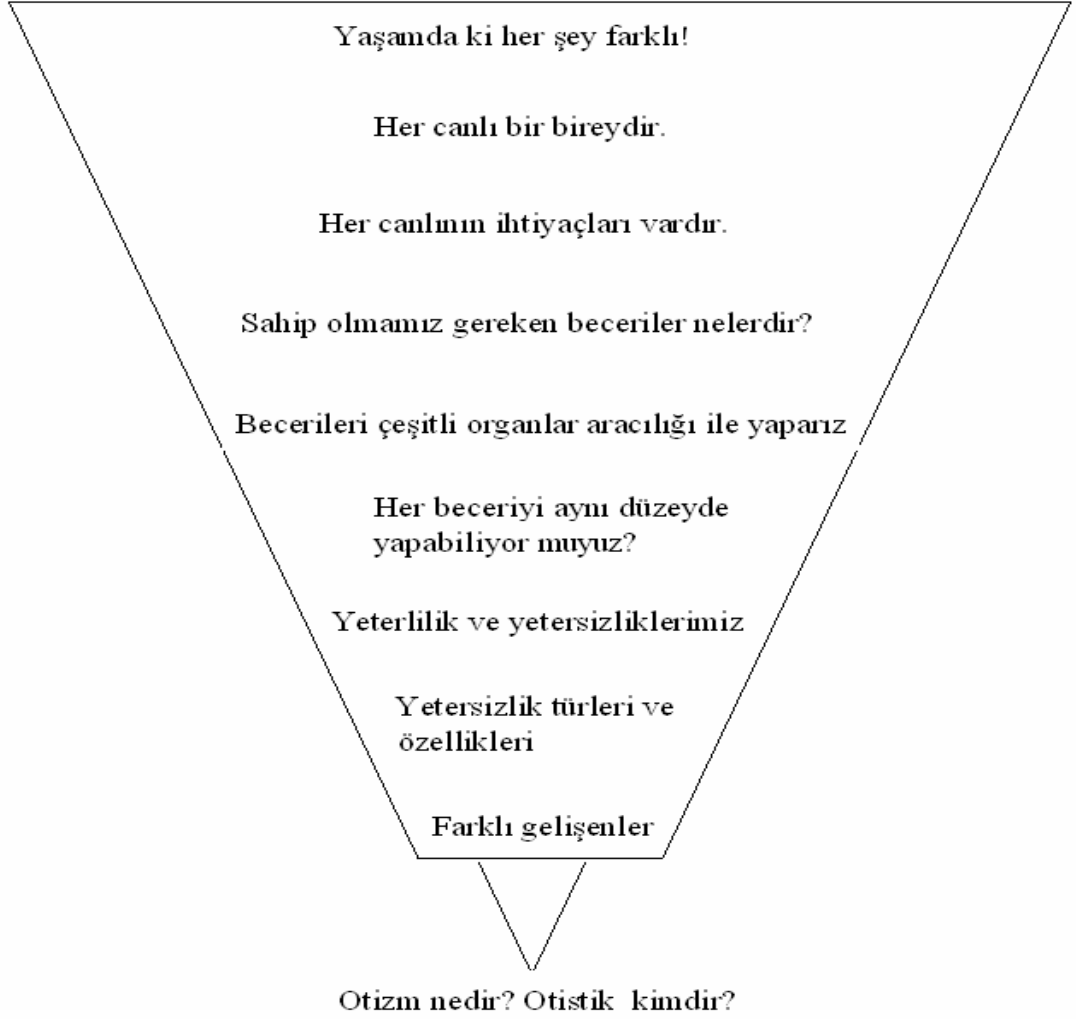 Yaşamda ki her şey farklı!
Her canlı bir bireydir.
Her canlının ihtiyaçları vardır.
Sahip olmamız gereken beceriler nelerdir?
Becerileri çeşitli organlar aracılığı ile yaparız
Her beceriyi aynı düzeyde
yapabiliyor muyuz?
Yeterlilik ve yetersizliklerimiz
Yetersizlik türleri ve
özellikleri
Farklı gelişenler
Otizm nedir? Otistik kimdir?